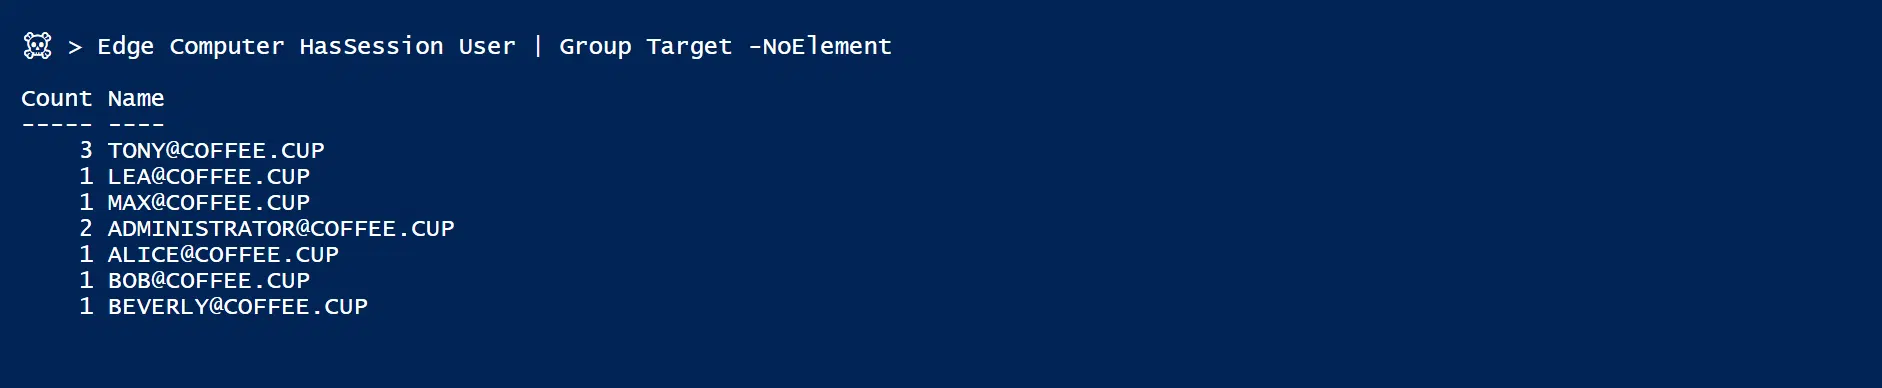 ☠ > Edge Computer HasSession User | Group Target -NoElement
Count Name
----- ----
3 TONY@COFFEE.CUP
1 LEA@COFFEE.CUP
1 MAX@COFFEE.CUP
2 ADMINISTRATOR@COFFEE.CUP
1 ALICE@COFFEE.CUP
1 BOB@COFFEE.CUP
1 BEVERLY@COFFEE.CUP